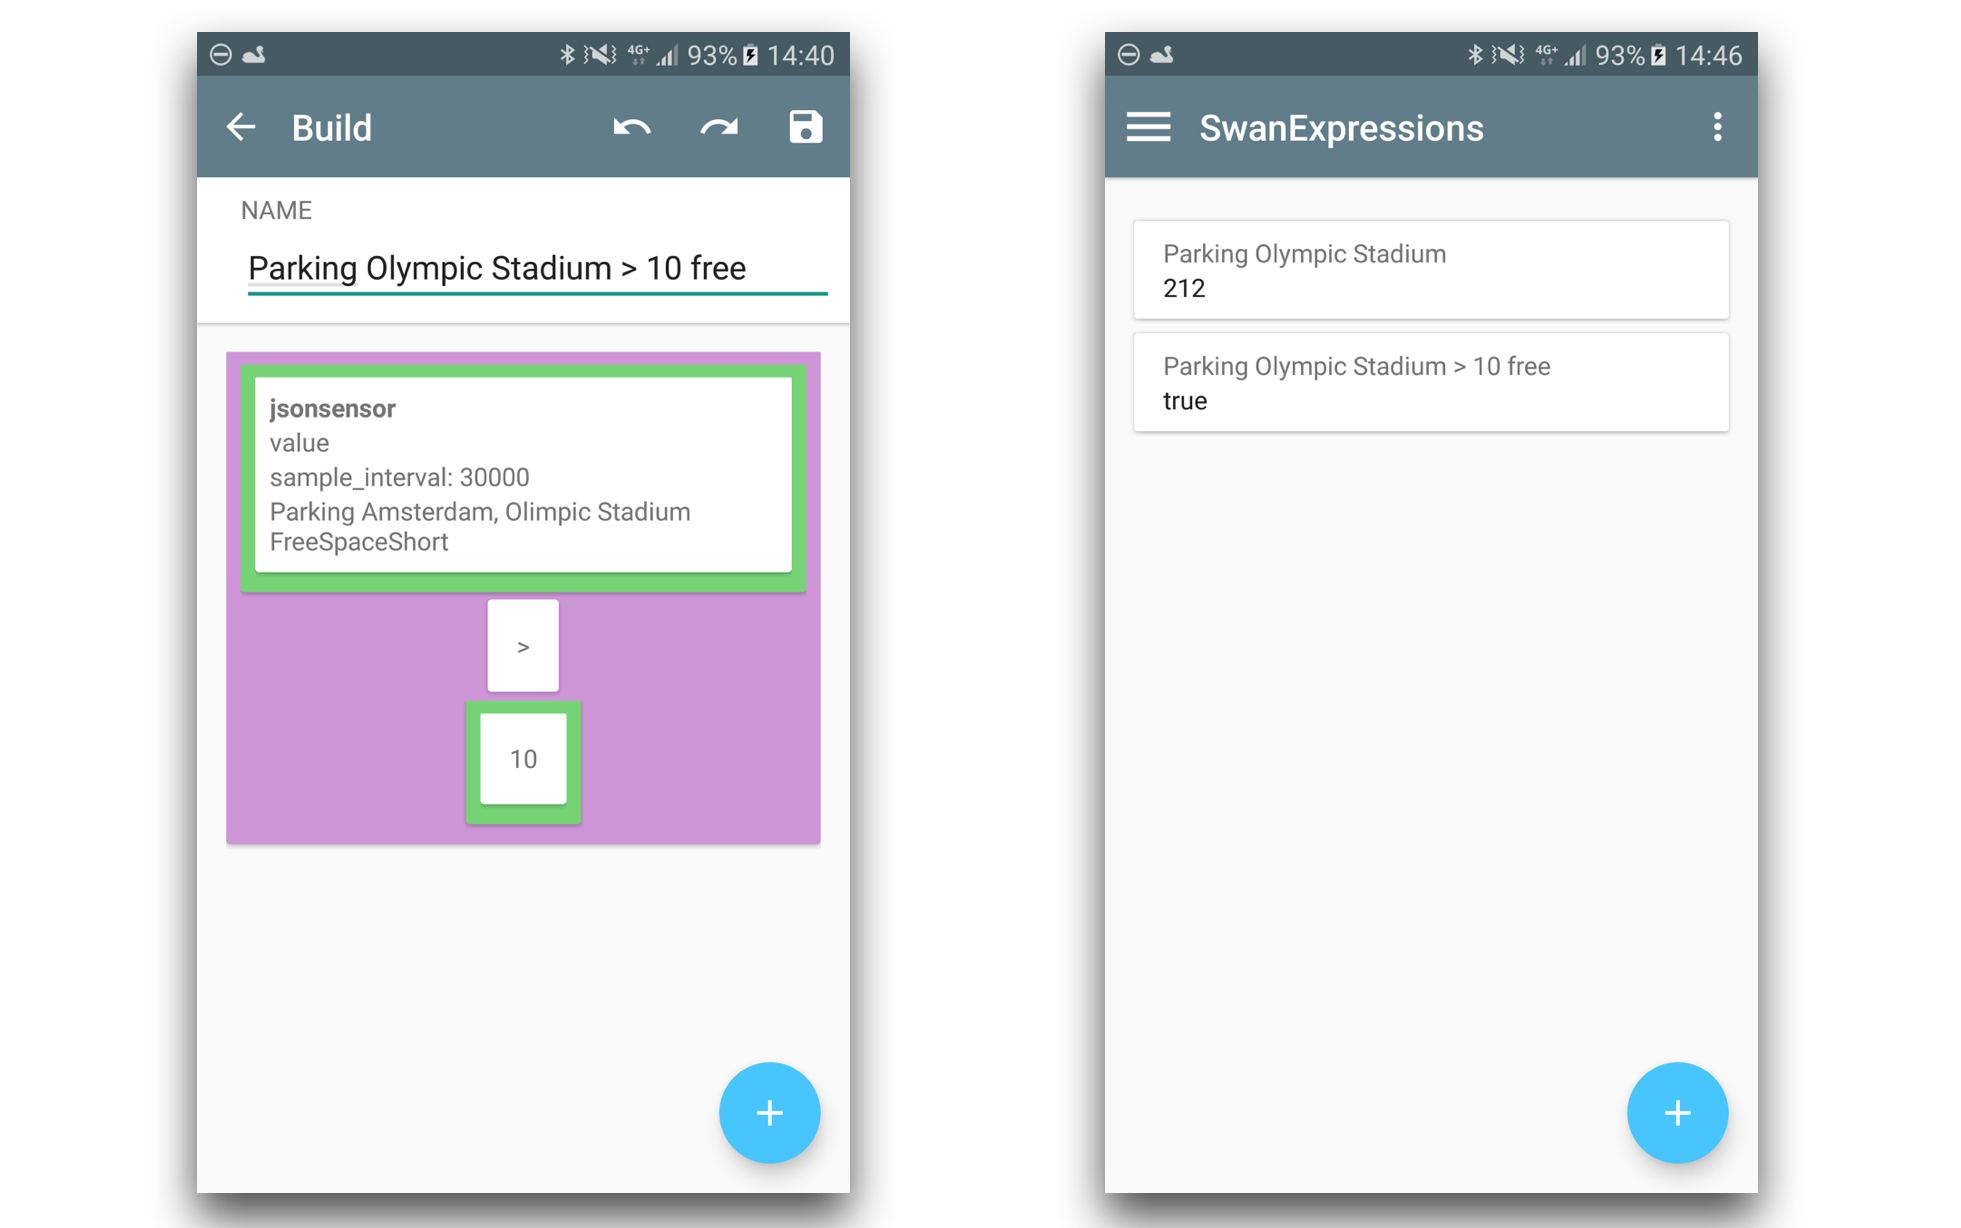 4G+ 93% 14:40
Build
NAME
Parking Olympic Stadium > 10 free
jsonsensor
value
sample_interval: 30000
Parking Amsterdam, Olimpic Stadium
FreeSpaceShort
>
10
+
4G+ 93% 14:46
SwanExpressions
Parking Olympic Stadium
212
Parking Olympic Stadium > 10 free
true
+